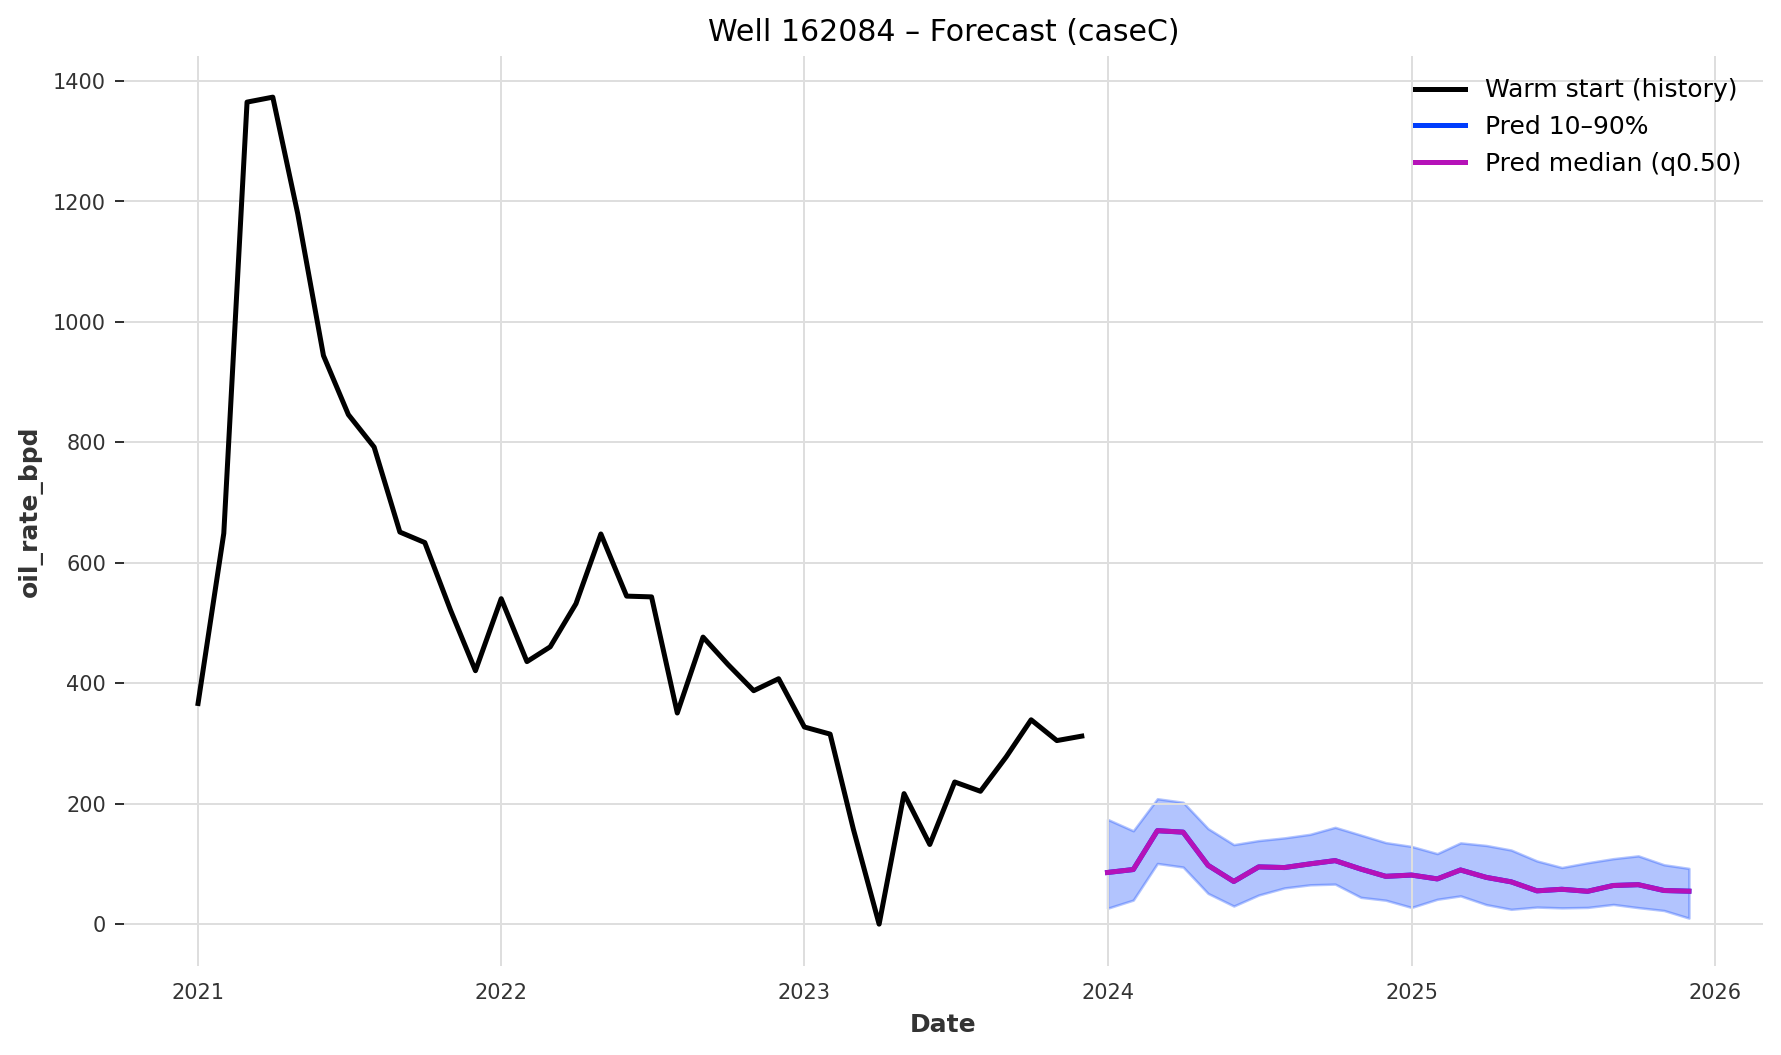 Well 162084 – Forecast (caseC)
Warm start (history)
Pred 10–90%
Pred median (q0.50)
oil_rate_bpd
1400
1200
1000
800
600
400
200
0
2021
2022
2023
2024
2025
2026
Date